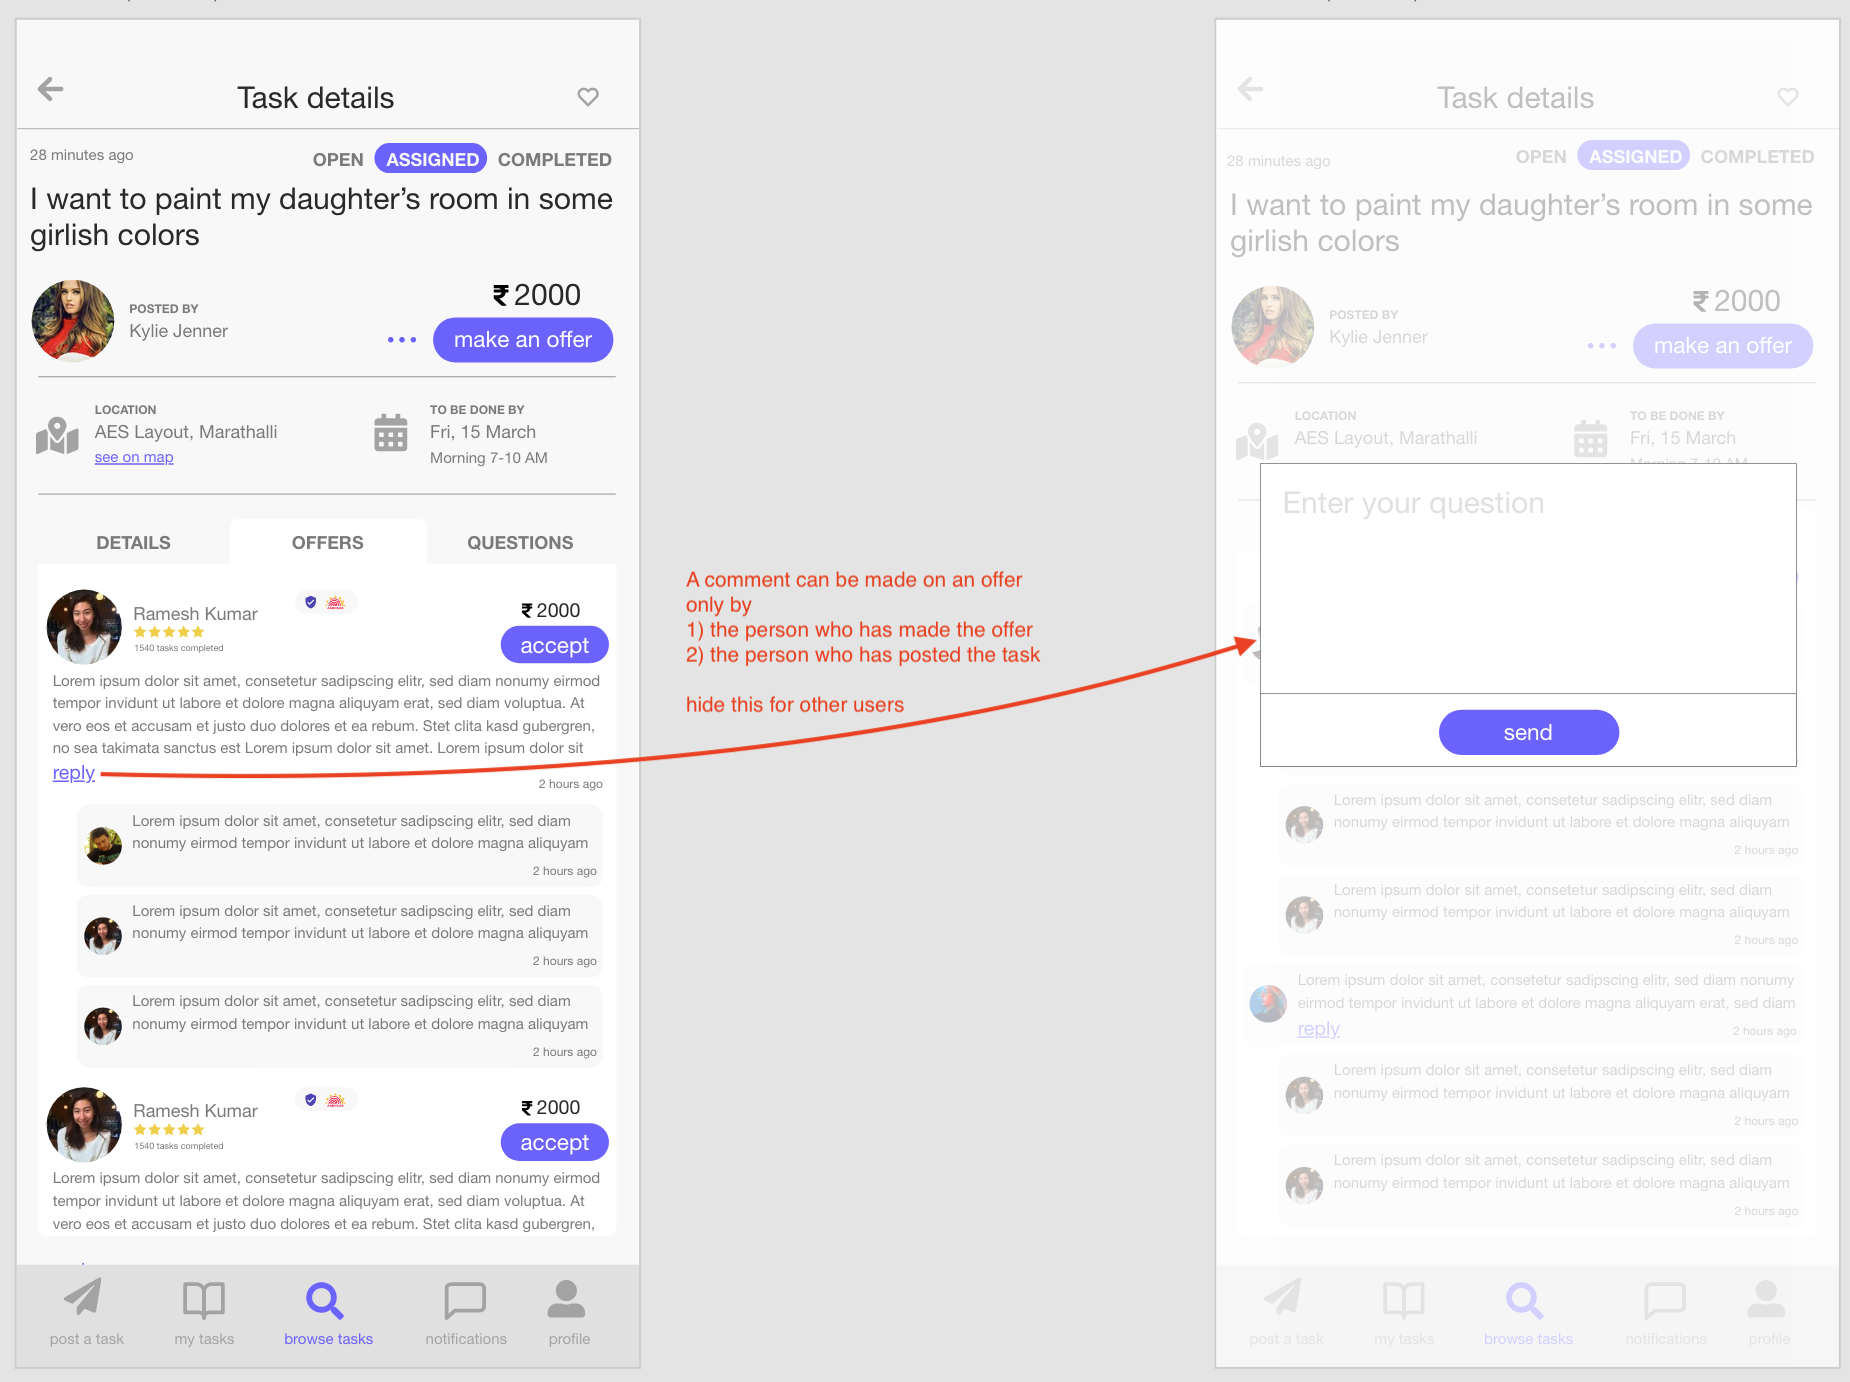 Task details
28 minutes ago
OPEN ASSIGNED COMPLETED
I want to paint my daughter's room in some
girlish colors
₹ 2000
POSTED BY
Kylie Jenner
make an offer
LOCATION
AES Layout, Marathalli
see on map
TO BE DONE BY
Fri, 15 March
Morning 7-10 AM
DETAILS OFFERS QUESTIONS
Ramesh Kumar
1540 tasks completed
₹ 2000
accept
Lorem ipsum dolor sit amet, consetetur sadipscing elitr, sed diam nonumy eirmod
tempor invidunt ut labore et dolore magna aliquyam erat, sed diam voluptua. At
vero eos et accusam et justo duo dolores et ea rebum. Stet clita kasd gubergren,
no sea takimata sanctus est Lorem ipsum dolor sit amet. Lorem ipsum dolor sit
reply
2 hours ago
Lorem ipsum dolor sit amet, consetetur sadipscing elitr, sed diam
nonumy eirmod tempor invidunt ut labore et dolore magna aliquyam
2 hours ago
Lorem ipsum dolor sit amet, consetetur sadipscing elitr, sed diam
nonumy eirmod tempor invidunt ut labore et dolore magna aliquyam
2 hours ago
Lorem ipsum dolor sit amet, consetetur sadipscing elitr, sed diam
nonumy eirmod tempor invidunt ut labore et dolore magna aliquyam
2 hours ago
Ramesh Kumar
1540 tasks completed
₹ 2000
accept
Lorem ipsum dolor sit amet, consetetur sadipscing elitr, sed diam nonumy eirmod
tempor invidunt ut labore et dolore magna aliquyam erat, sed diam voluptua. At
vero eos et accusam et justo duo dolores et ea rebum. Stet clita kasd gubergren,
post a task
my tasks
browse tasks
notifications
profile
A comment can be made on an offer
only by
1) the person who has made the offer
2) the person who has posted the task
hide this for other users
Task details
28 minutes ago
OPEN ASSIGNED COMPLETED
I want to paint my daughter's room in some
girlish colors
₹ 2000
POSTED BY
Kylie Jenner
make an offer
LOCATION
AES Layout, Marathalli
TO BE DONE BY
Fri, 15 March
Morning 7-10 AM
Enter your question
send
Lorem ipsum dolor sit amet, consetetur sadipscing elitr, sed diam
nonumy eirmod tempor invidunt ut labore et dolore magna aliquyam
2 hours ago
Lorem ipsum dolor sit amet, consetetur sadipscing elitr, sed diam
nonumy eirmod tempor invidunt ut labore et dolore magna aliquyam
2 hours ago
Lorem ipsum dolor sit amet, consetetur sadipscing elitr, sed diam nonumy
eirmod tempor invidunt ut labore et dolore magna aliquyam erat, sed diam
reply
2 hours ago
Lorem ipsum dolor sit amet, consetetur sadipscing elitr, sed diam
nonumy eirmod tempor invidunt ut labore et dolore magna aliquyam
2 hours ago
Lorem ipsum dolor sit amet, consetetur sadipscing elitr, sed diam
nonumy eirmod tempor invidunt ut labore et dolore magna aliquyam
2 hours ago
post a task
my tasks
browse tasks
notifications
profile